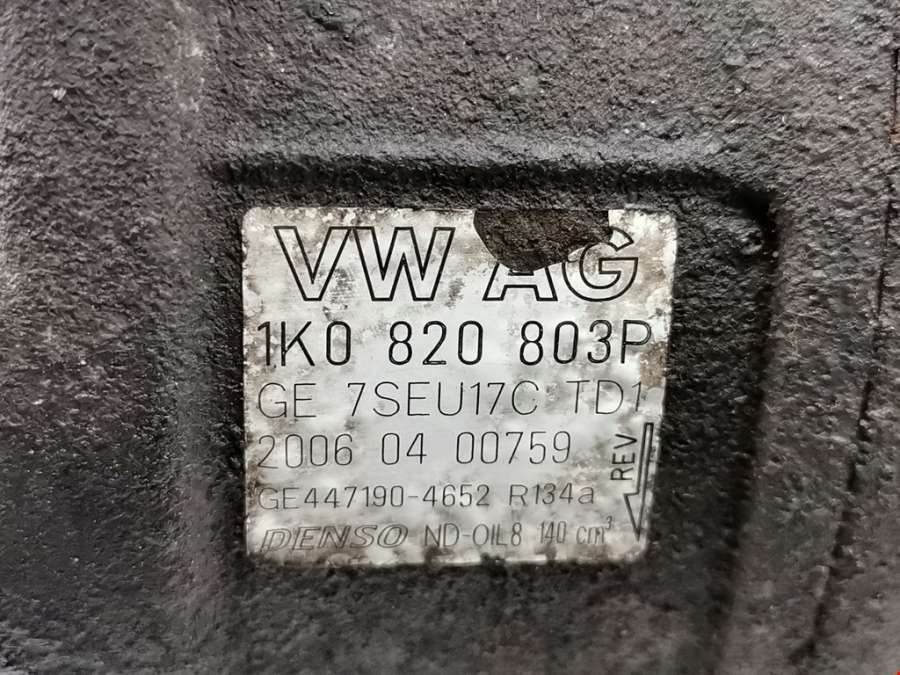 VW AG
1K0 820 803P
GE 7SEU17C TD1
2006 04 00759
REV
GE447190-4652 R134a
DENSO ND-OIL8 140 cm³